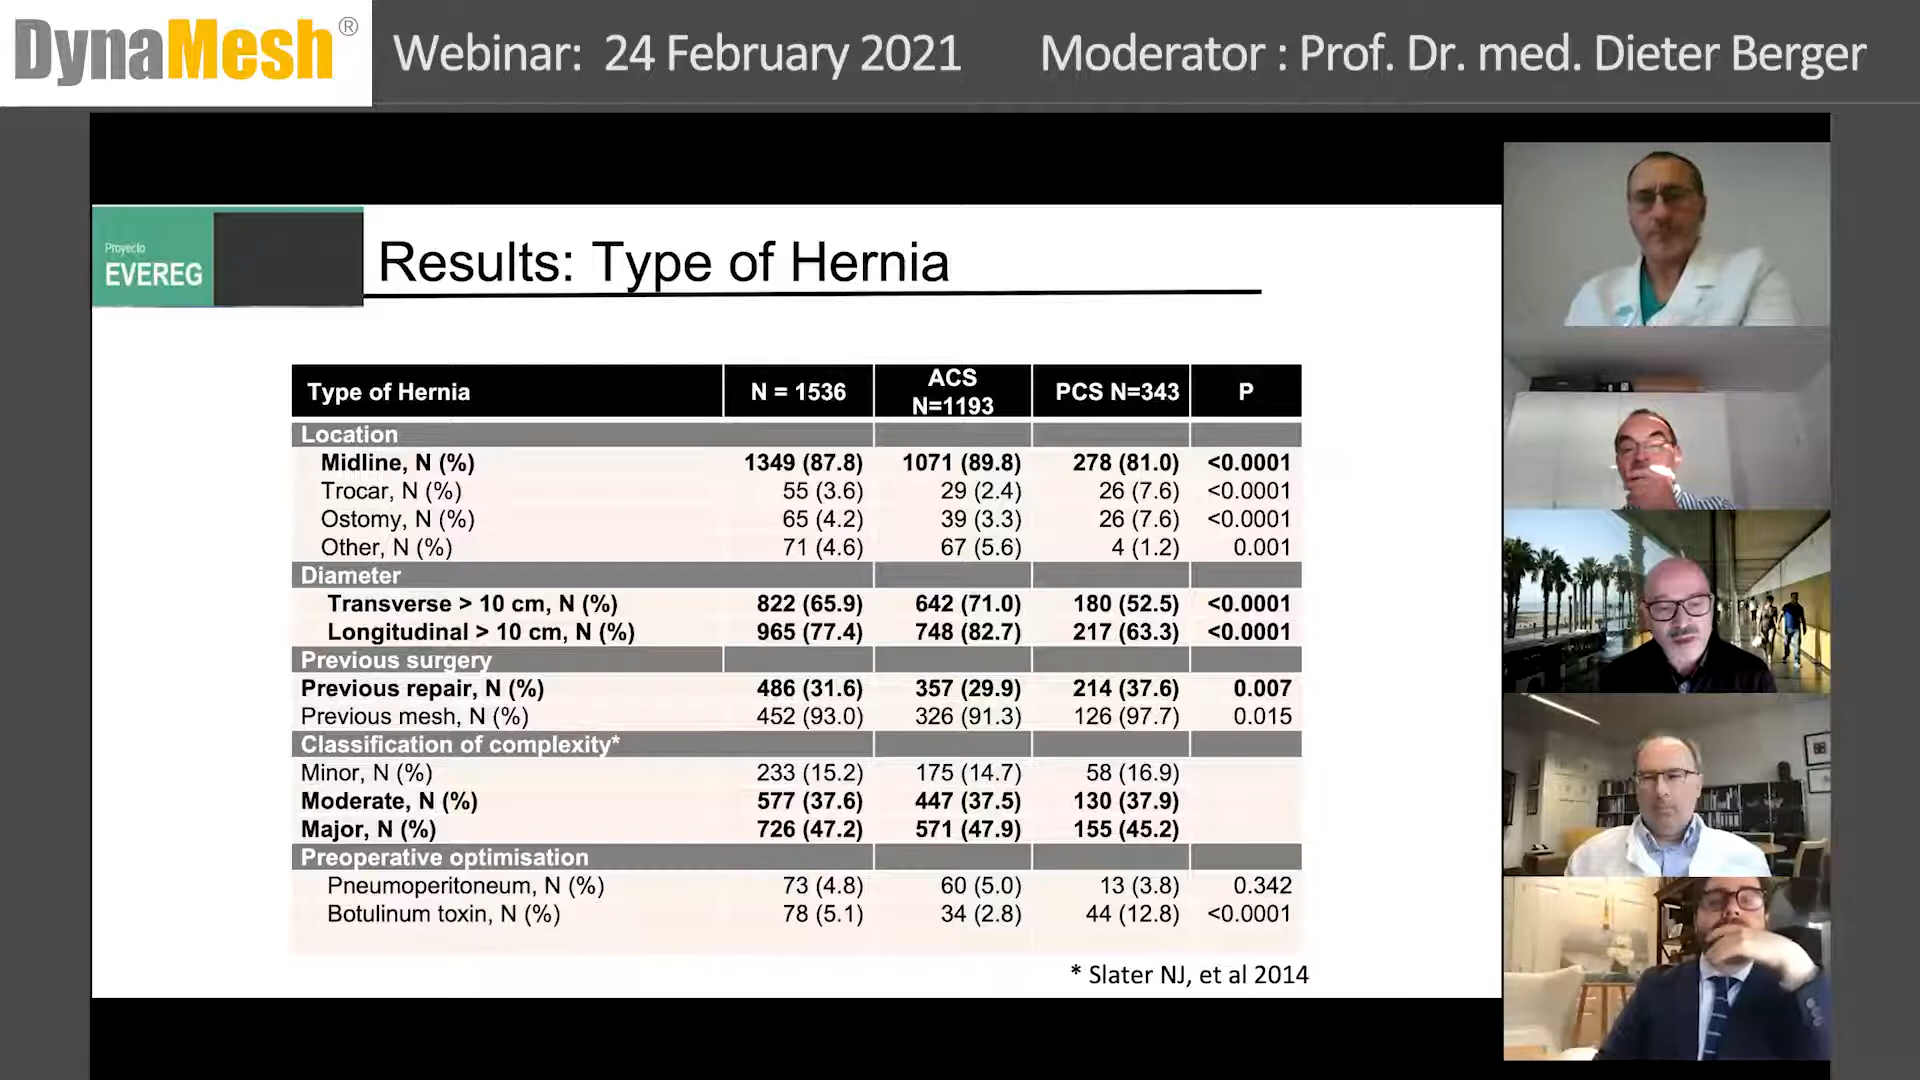 DynaMesh®
Webinar: 24 February 2021 Moderator : Prof. Dr. med. Dieter Berger
Proyecto
EVEREG
Results: Type of Hernia
Type of Hernia N = 1536 ACS N=1193 PCS N=343 P
Location
Midline, N (%) 1349 (87.8) 1071 (89.8) 278 (81.0) <0.0001
Trocar, N (%) 55 (3.6) 29 (2.4) 26 (7.6) <0.0001
Ostomy, N (%) 65 (4.2) 39 (3.3) 26 (7.6) <0.0001
Other, N (%) 71 (4.6) 67 (5.6) 4 (1.2) 0.001
Diameter
Transverse > 10 cm, N (%) 822 (65.9) 642 (71.0) 180 (52.5) <0.0001
Longitudinal > 10 cm, N (%) 965 (77.4) 748 (82.7) 217 (63.3) <0.0001
Previous surgery
Previous repair, N (%) 486 (31.6) 357 (29.9) 214 (37.6) 0.007
Previous mesh, N (%) 452 (93.0) 326 (91.3) 126 (97.7) 0.015
Classification of complexity*
Minor, N (%) 233 (15.2) 175 (14.7) 58 (16.9)
Moderate, N (%) 577 (37.6) 447 (37.5) 130 (37.9)
Major, N (%) 726 (47.2) 571 (47.9) 155 (45.2)
Preoperative optimisation
Pneumoperitoneum, N (%) 73 (4.8) 60 (5.0) 13 (3.8) 0.342
Botulinum toxin, N (%) 78 (5.1) 34 (2.8) 44 (12.8) <0.0001
* Slater NJ, et al 2014